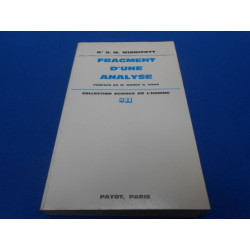 Dr D. W. WINNICOTT
FRAGMENT
D'UNE
ANALYSE
COLLECTION SCIENCE DE L'HOMME
PAYOT, PARIS